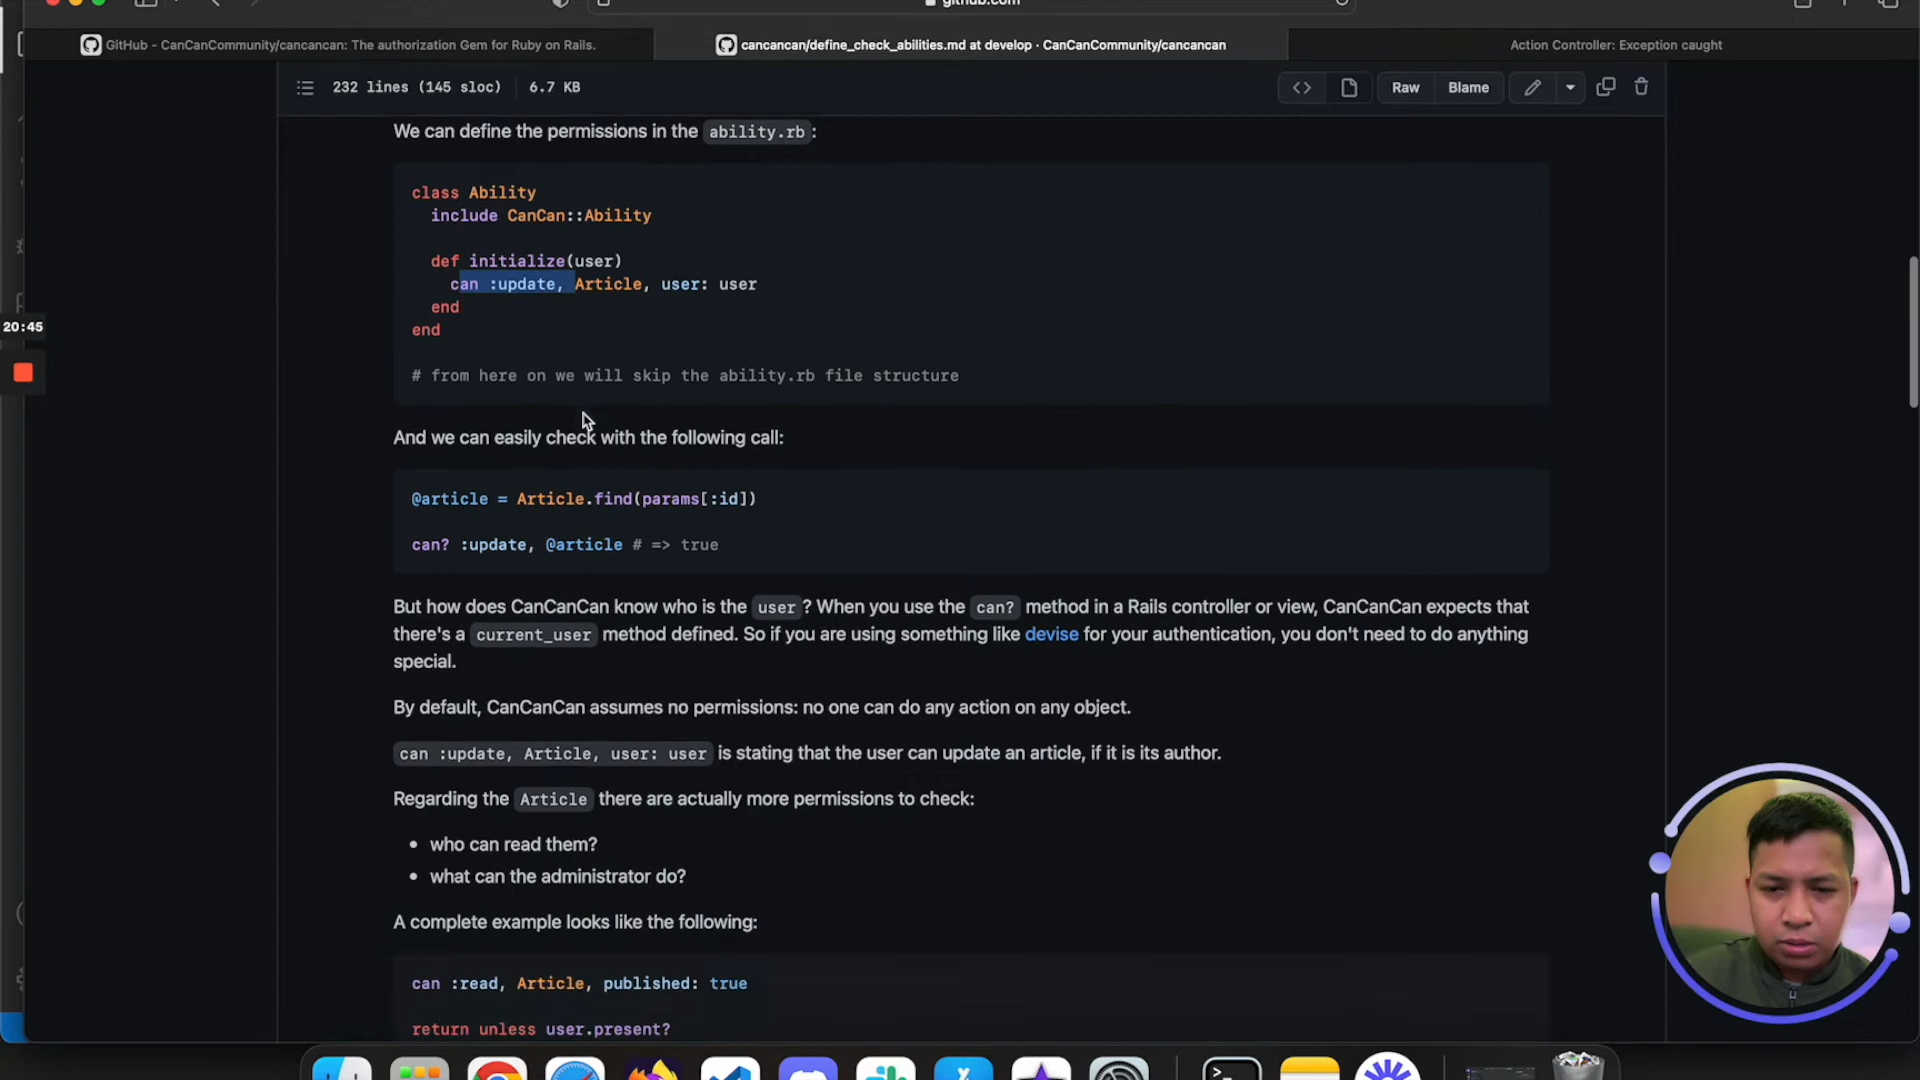 github.com
GitHub - CanCanCommunity/cancancan: The authorization Gem for Ruby on Rails.
cancancan/define_check_abilities.md at develop · CanCanCommunity/cancancan
Action Controller: Exception caught
232 lines (145 sloc) 6.7 KB
Raw Blame
We can define the permissions in the ability.rb:
class Ability
include CanCan::Ability
def initialize(user)
can :update, Article, user: user
end
end
20:45
# from here on we will skip the ability.rb file structure
And we can easily check with the following call:
@article = Article.find(params[:id])
can? :update, @article # => true
But how does CanCanCan know who is the user? When you use the can? method in a Rails controller or view, CanCanCan expects that
there's a current_user method defined. So if you are using something like devise for your authentication, you don't need to do anything
special.
By default, CanCanCan assumes no permissions: no one can do any action on any object.
can :update, Article, user: user is stating that the user can update an article, if it is its author.
Regarding the Article there are actually more permissions to check:
• who can read them?
• what can the administrator do?
A complete example looks like the following:
can :read, Article, published: true
return unless user.present?